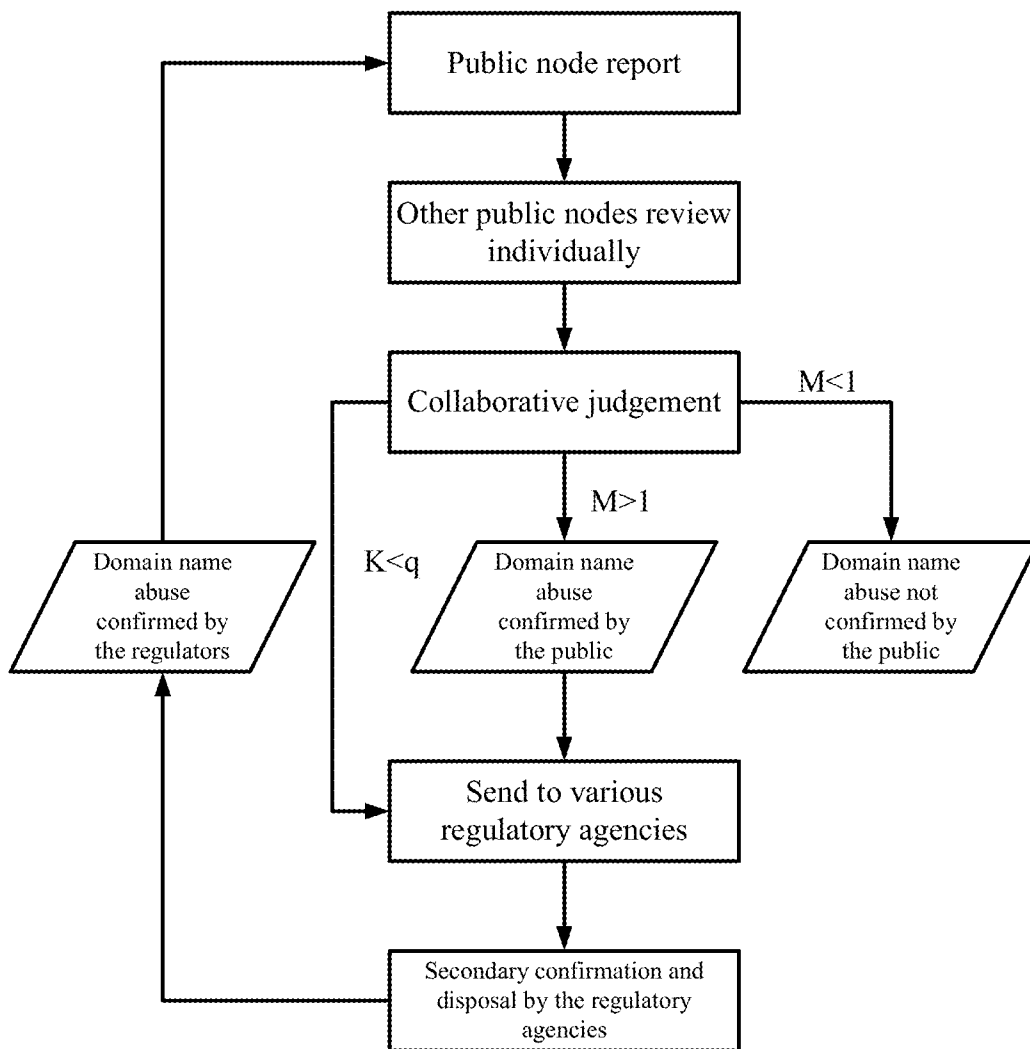 Public node report
Other public nodes review
individually
Collaborative judgement
M<1
M>1
K<q
Domain name
abuse
confirmed by
the regulators
Domain name
abuse
confirmed by
the public
Domain name
abuse not
confirmed by
the public
Send to various
regulatory agencies
Secondary confirmation and
disposal by the regulatory
agencies